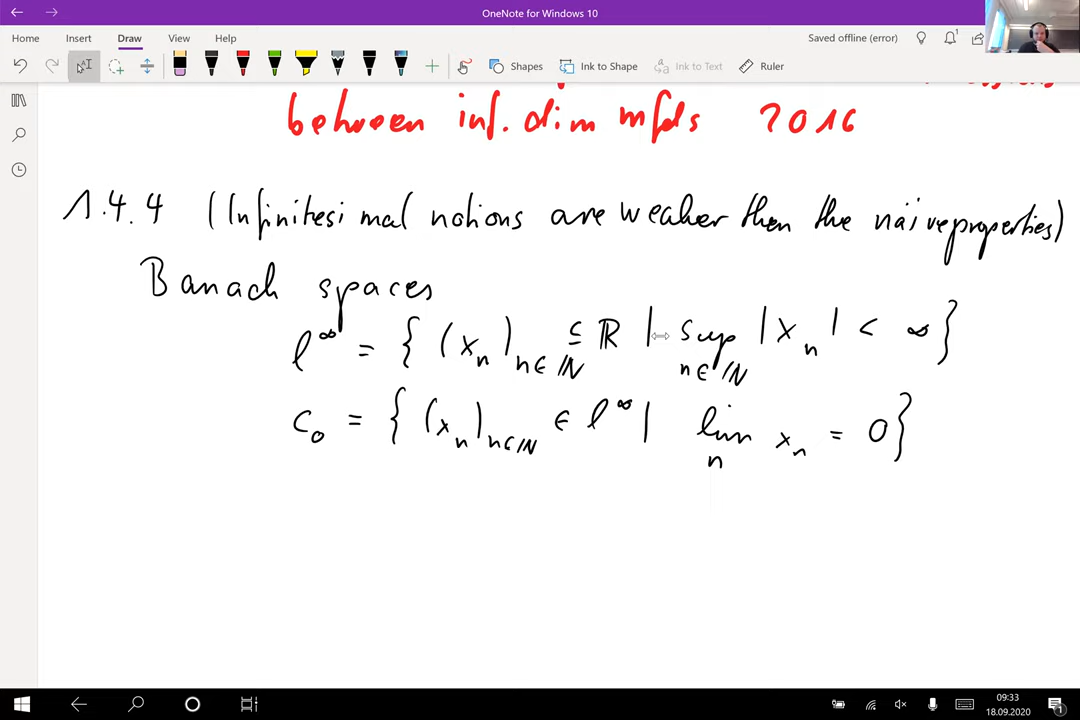 OneNote for Windows 10
Home Insert Draw View Help Saved offline (error)
Shapes Ink to Shape Ink to Text Ruler
between inf. dim mfds 2016
1.4.4 (Infinitesimal notions are weaker then the naïve properties)
Banach spaces
ℓ^∞ = { (x_n)_{n∈ℕ} ⊆ ℝ | sup_{n∈ℕ} |x_n| < ∞ }
c_0 = { (x_n)_{n∈ℕ} ∈ ℓ^∞ | lim_n x_n = 0 }
09:33
18.09.2020